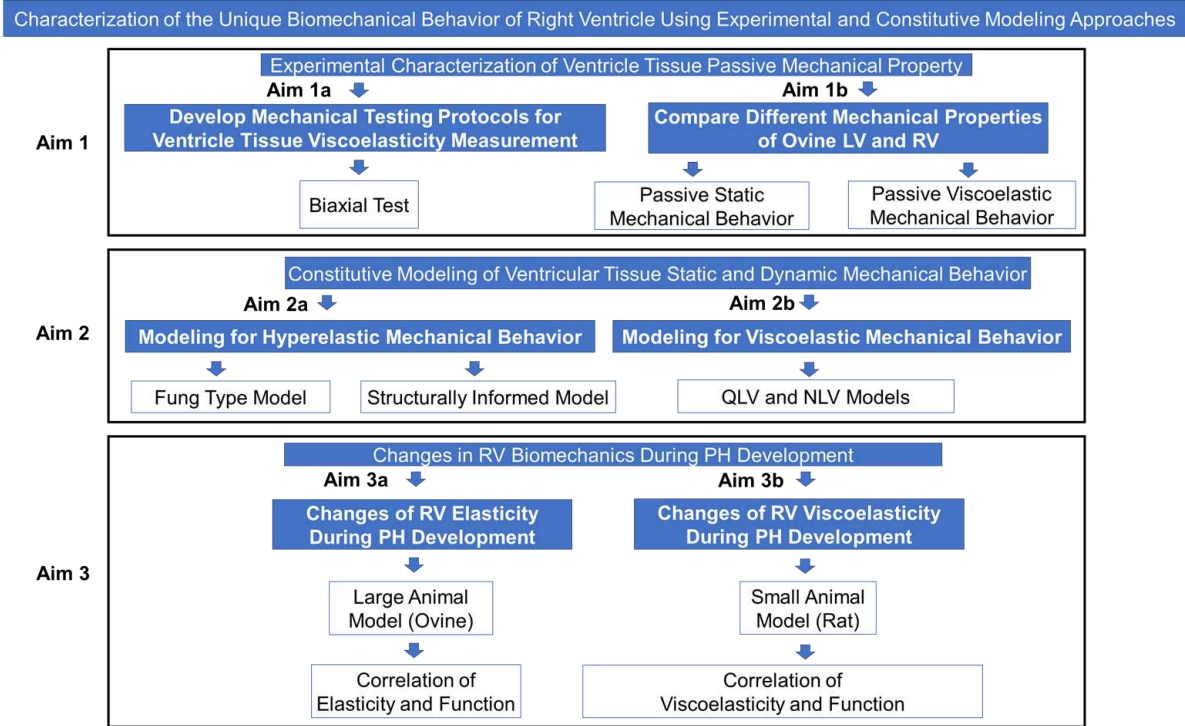 Characterization of the Unique Biomechanical Behavior of Right Ventricle Using Experimental and Constitutive Modeling Approaches
Experimental Characterization of Ventricle Tissue Passive Mechanical Property
Aim 1a
Aim 1b
Aim 1
Develop Mechanical Testing Protocols for
Ventricle Tissue Viscoelasticity Measurement
Compare Different Mechanical Properties
of Ovine LV and RV
Biaxial Test
Passive Static
Mechanical Behavior
Passive Viscoelastic
Mechanical Behavior
Constitutive Modeling of Ventricular Tissue Static and Dynamic Mechanical Behavior
Aim 2a
Aim 2b
Aim 2
Modeling for Hyperelastic Mechanical Behavior
Modeling for Viscoelastic Mechanical Behavior
Fung Type Model
Structurally Informed Model
QLV and NLV Models
Changes in RV Biomechanics During PH Development
Aim 3a
Aim 3b
Changes of RV Elasticity
During PH Development
Changes of RV Viscoelasticity
During PH Development
Aim 3
Large Animal
Model (Ovine)
Small Animal
Model (Rat)
Correlation of
Elasticity and Function
Correlation of
Viscoelasticity and Function